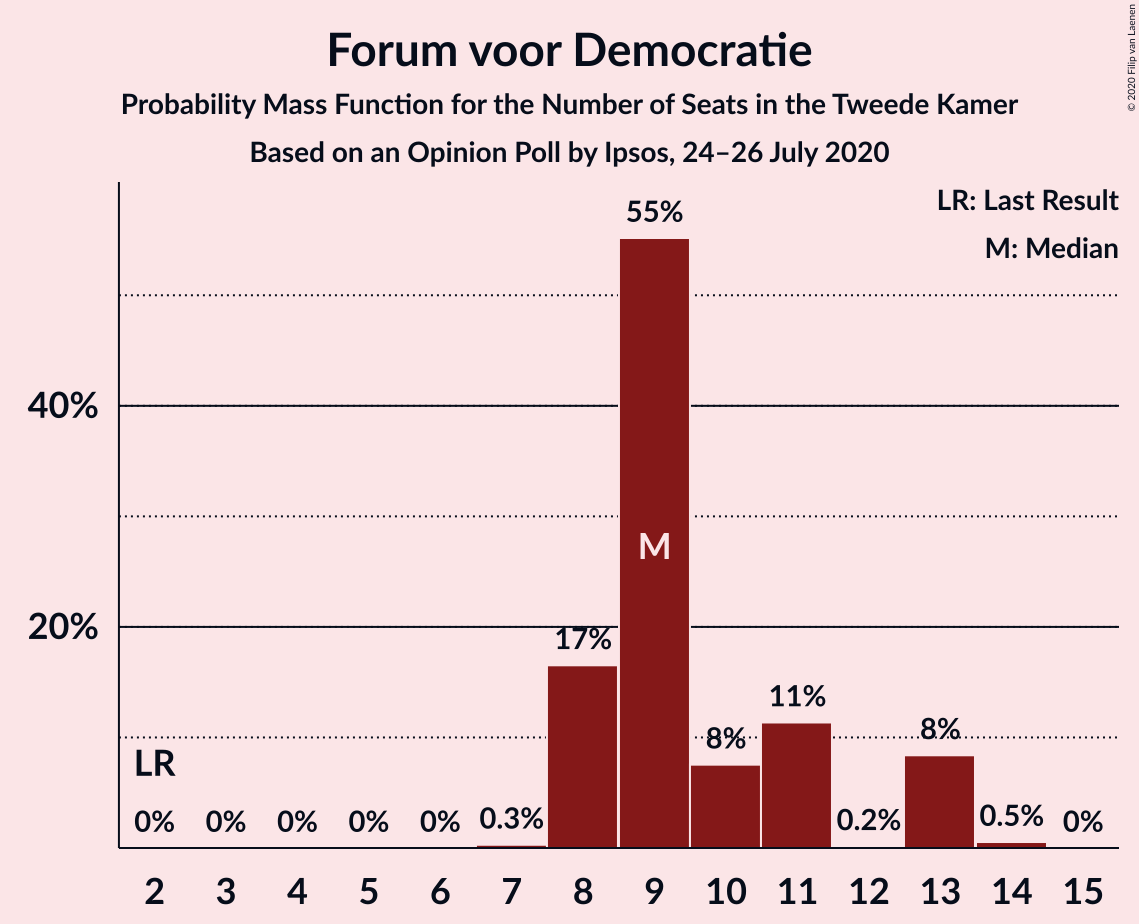 Forum voor Democratie
Probability Mass Function for the Number of Seats in the Tweede Kamer
Based on an Opinion Poll by Ipsos, 24–26 July 2020
© 2020 Filip van Laenen
LR: Last Result
M: Median
55%
40%
M
20%
17%
11%
8%
8%
LR
0%
0%
0%
0%
0%
0.3%
0.2%
0.5%
0%
2 3 4 5 6 7 8 9 10 11 12 13 14 15